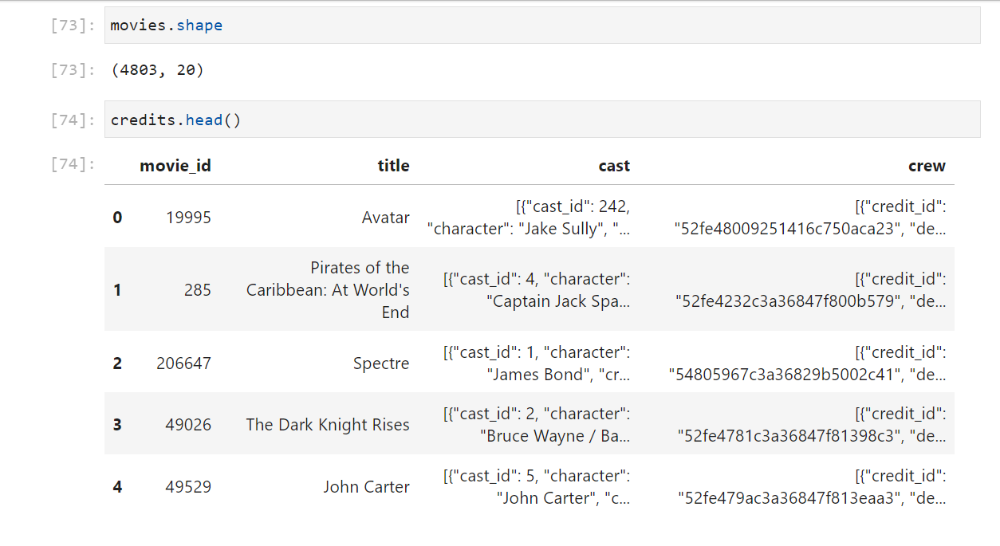 [73]: movies.shape
[73]: (4803, 20)
[74]: credits.head()
[74]: movie_id title cast crew
0 19995 Avatar [{"cast_id": 242, "character": "Jake Sully", "... [{"credit_id": "52fe48009251416c750aca23", "de...
1 285 Pirates of the Caribbean: At World's End [{"cast_id": 4, "character": "Captain Jack Spa... [{"credit_id": "52fe4232c3a36847f800b579", "de...
2 206647 Spectre [{"cast_id": 1, "character": "James Bond", "cr... [{"credit_id": "54805967c3a36829b5002c41", "de...
3 49026 The Dark Knight Rises [{"cast_id": 2, "character": "Bruce Wayne / Ba... [{"credit_id": "52fe4781c3a36847f81398c3", "de...
4 49529 John Carter [{"cast_id": 5, "character": "John Carter", "c... [{"credit_id": "52fe479ac3a36847f813eaa3", "de...